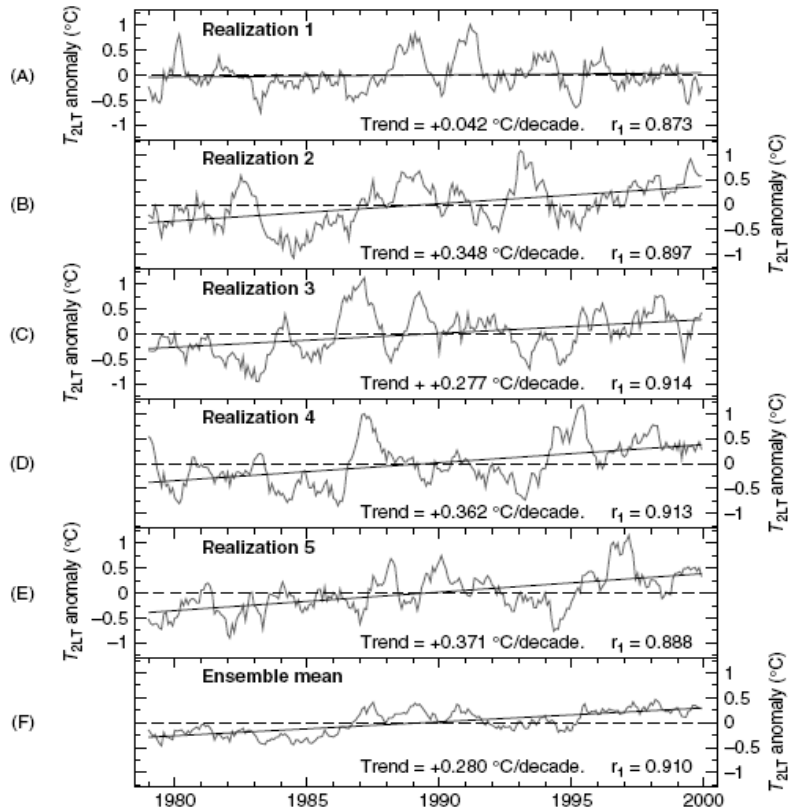 Realization 1
(A)
T2LT anomaly (°C)
1
0.5
0
−0.5
-1
Trend = +0.042 °C/decade. r1 = 0.873
Realization 2
(B)
1
0.5
0
−0.5
−1
T2LT anomaly (°C)
Trend = +0.348 °C/decade. r1 = 0.897
Realization 3
(C)
T2LT anomaly (°C)
1
0.5
0
−0.5
−1
Trend + +0.277 °C/decade. r1 = 0.914
Realization 4
(D)
1
0.5
0
−0.5
−1
T2LT anomaly (°C)
Trend = +0.362 °C/decade. r1 = 0.913
Realization 5
(E)
T2LT anomaly (°C)
1
0.5
0
−0.5
−1
Trend = +0.371 °C/decade. r1 = 0.888
Ensemble mean
(F)
1
0.5
0
−0.5
−1
T2LT anomaly (°C)
Trend = +0.280 °C/decade. r1 = 0.910
1980 1985 1990 1995 2000